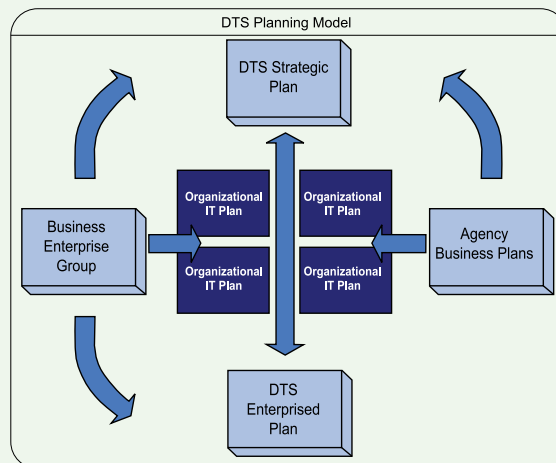 DTS Planning Model
DTS Strategic
Plan
Organizational
IT Plan
Organizational
IT Plan
Business
Enterprise
Group
Agency
Business Plans
Organizational
IT Plan
Organizational
IT Plan
DTS
Enterprised
Plan